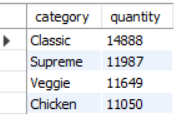 category quantity
Classic 14888
Supreme 11987
Veggie 11649
Chicken 11050